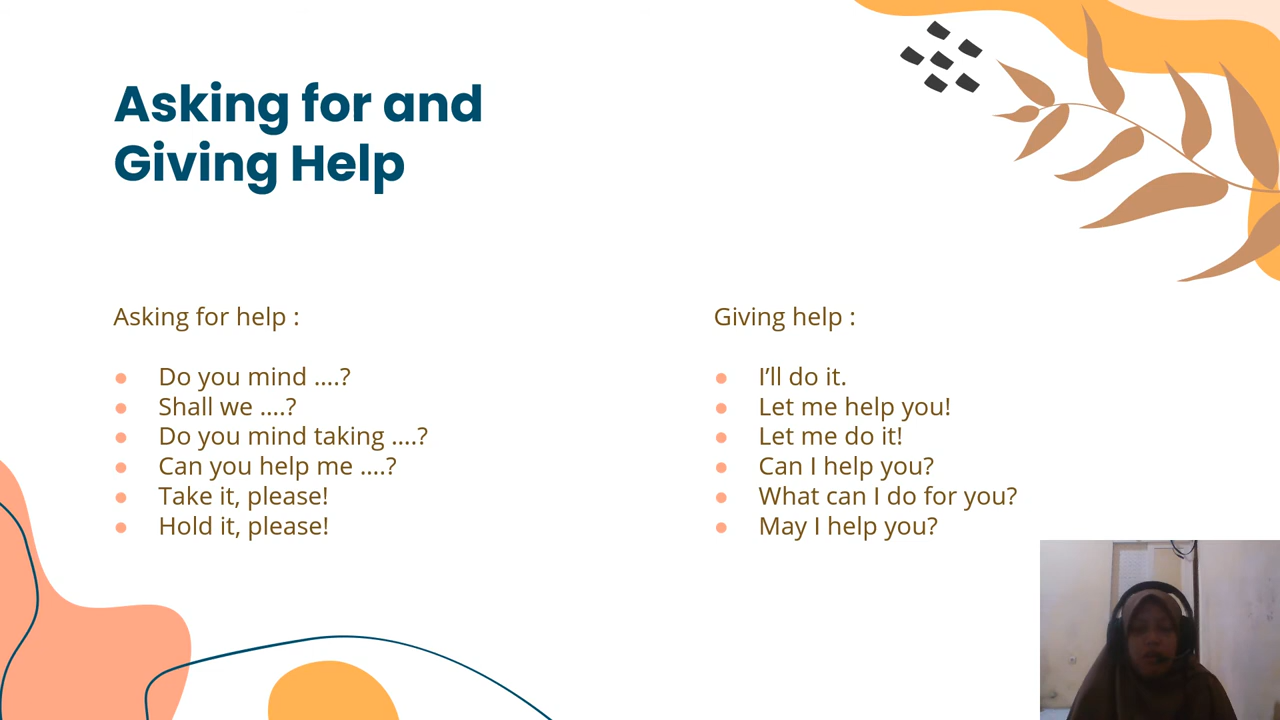 Asking for and
Giving Help
Asking for help :
Do you mind ....?
Shall we ....?
Do you mind taking ....?
Can you help me ....?
Take it, please!
Hold it, please!
Giving help :
I’ll do it.
Let me help you!
Let me do it!
Can I help you?
What can I do for you?
May I help you?